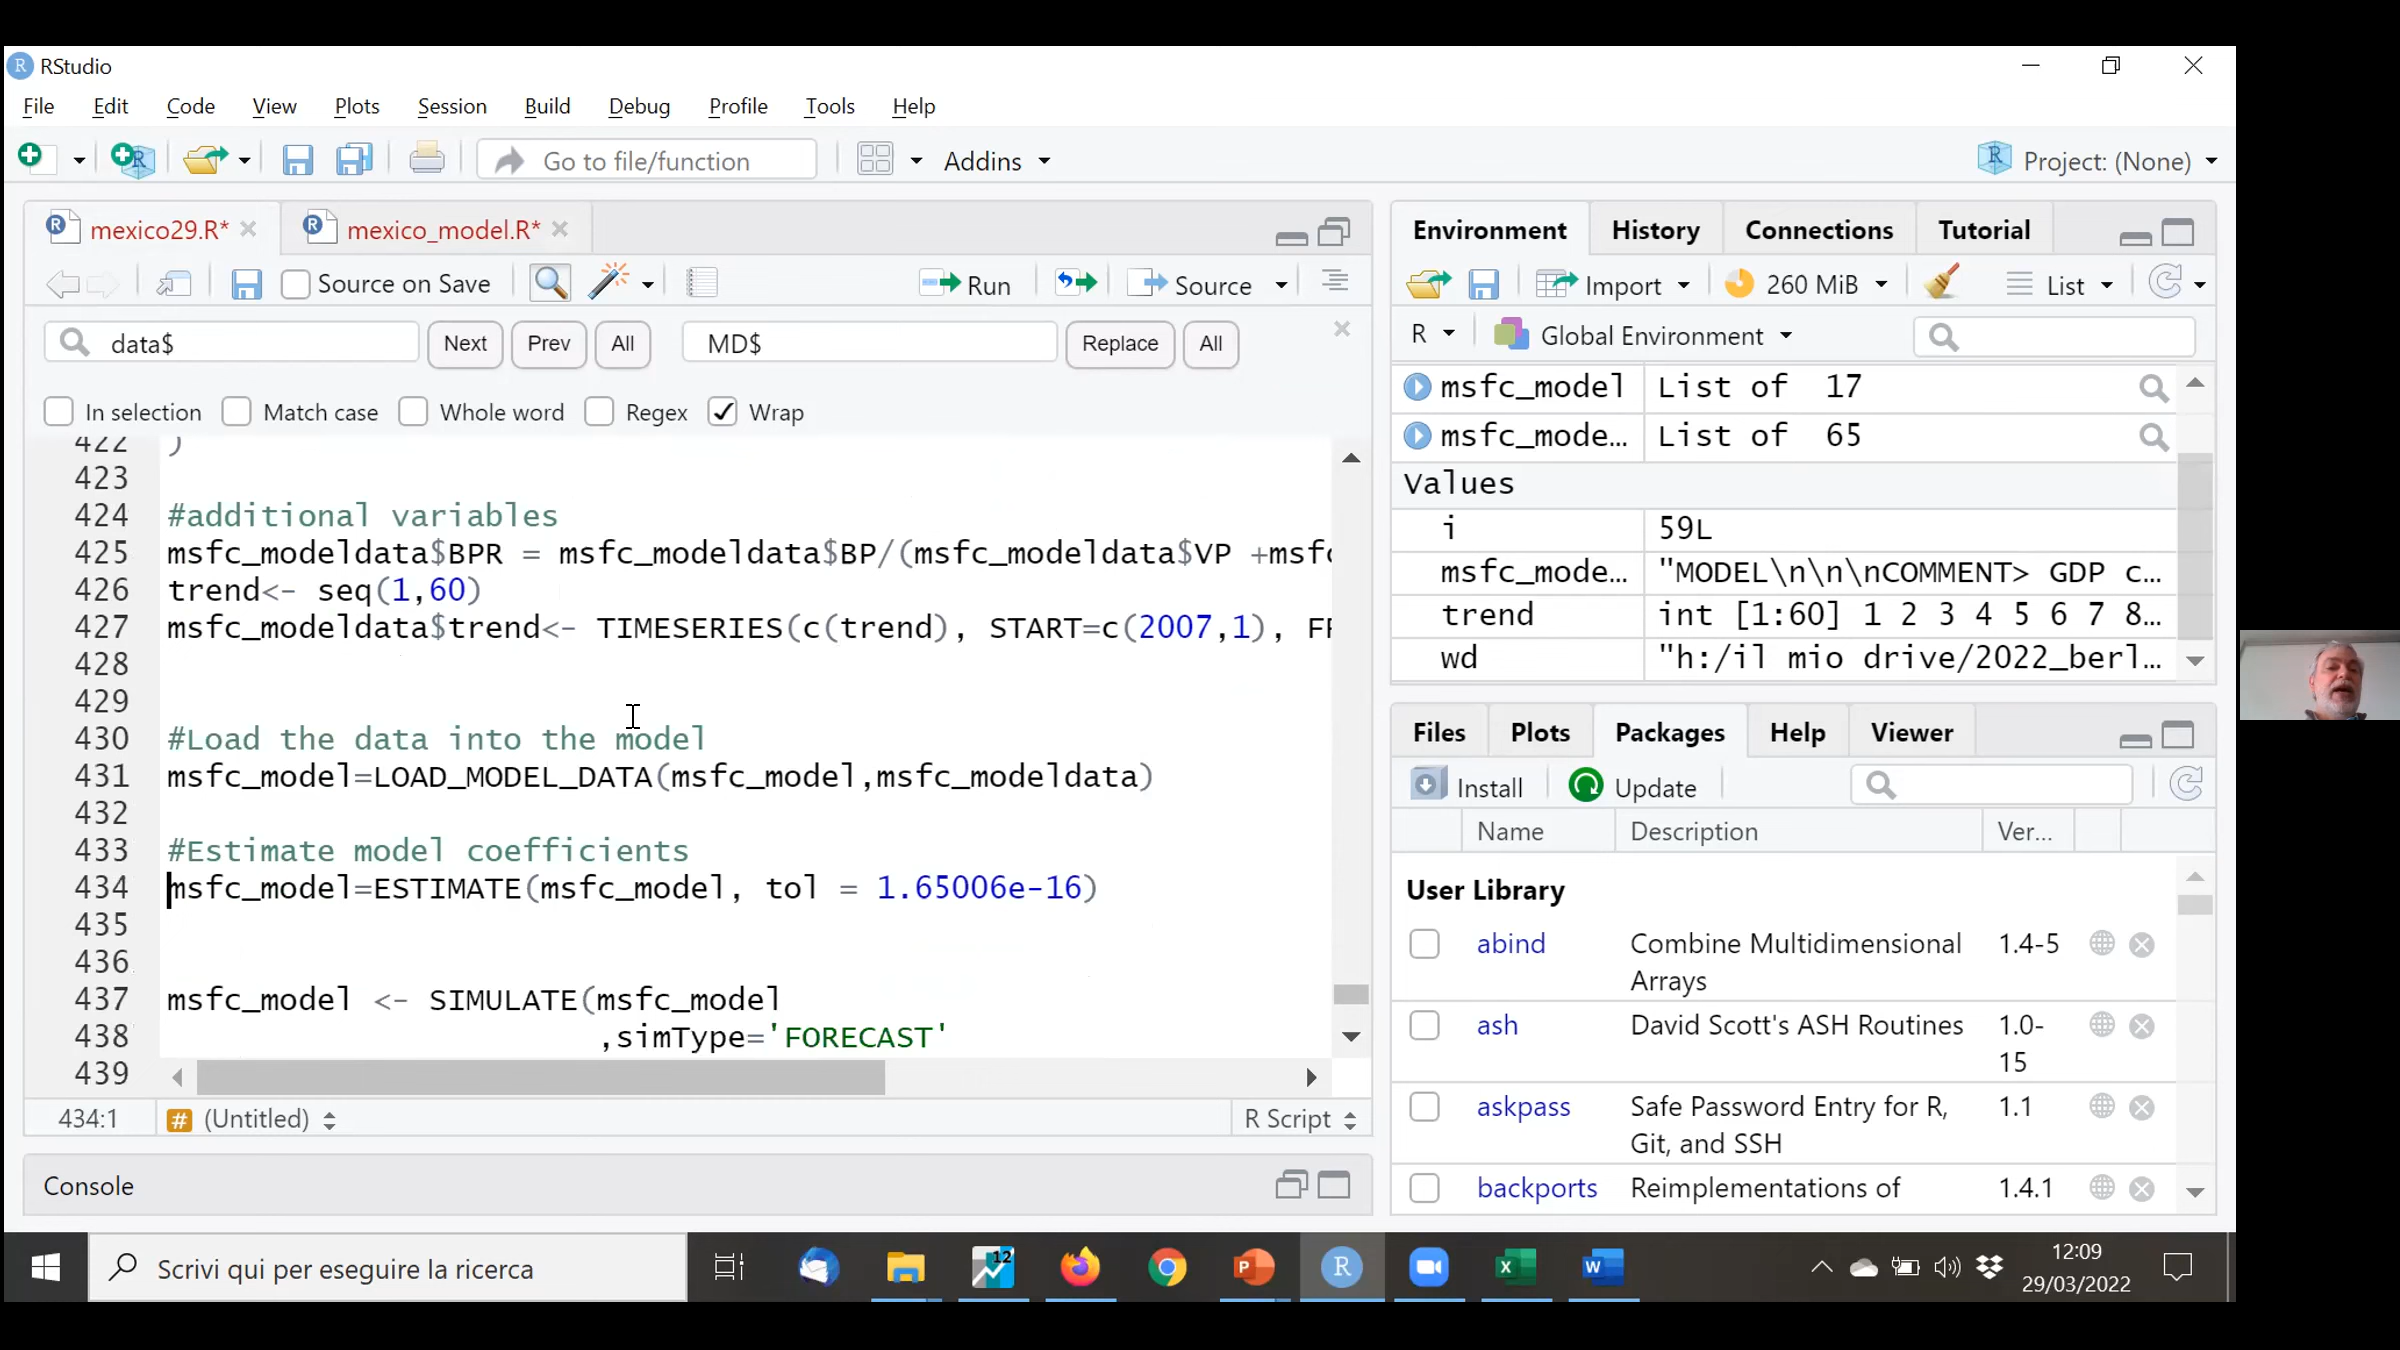 RStudio
File Edit Code View Plots Session Build Debug Profile Tools Help
Go to file/function Addins Project: (None)
mexico29.R* mexico_model.R*
Source on Save Run Source
data$ Next Prev All MD$ Replace All
In selection Match case Whole word Regex Wrap
422 )
423
424 #additional variables
425 msfc_modeldata$BPR = msfc_modeldata$BP/(msfc_modeldata$VP +msfc
426 trend<- seq(1,60)
427 msfc_modeldata$trend<- TIMESERIES(c(trend), START=c(2007,1), FR
428
429
430 #Load the data into the model
431 msfc_model=LOAD_MODEL_DATA(msfc_model,msfc_modeldata)
432
433 #Estimate model coefficients
434 msfc_model=ESTIMATE(msfc_model, tol = 1.65006e-16)
435
436
437 msfc_model <- SIMULATE(msfc_model
438 ,simType='FORECAST'
439
434:1 # (Untitled) R Script
Console
Environment History Connections Tutorial
Import 260 MiB List
R Global Environment
msfc_model List of 17
msfc_mode… List of 65
Values
i 59L
msfc_mode… "MODEL\n\n\nCOMMENT> GDP c…
trend int [1:60] 1 2 3 4 5 6 7 8…
wd "h:/il mio drive/2022_berl…
Files Plots Packages Help Viewer
Install Update
Name Description Ver...
User Library
abind Combine Multidimensional Arrays 1.4-5
ash David Scott's ASH Routines 1.0-15
askpass Safe Password Entry for R, Git, and SSH 1.1
backports Reimplementations of 1.4.1
Scrivi qui per eseguire la ricerca
12
12:09
29/03/2022